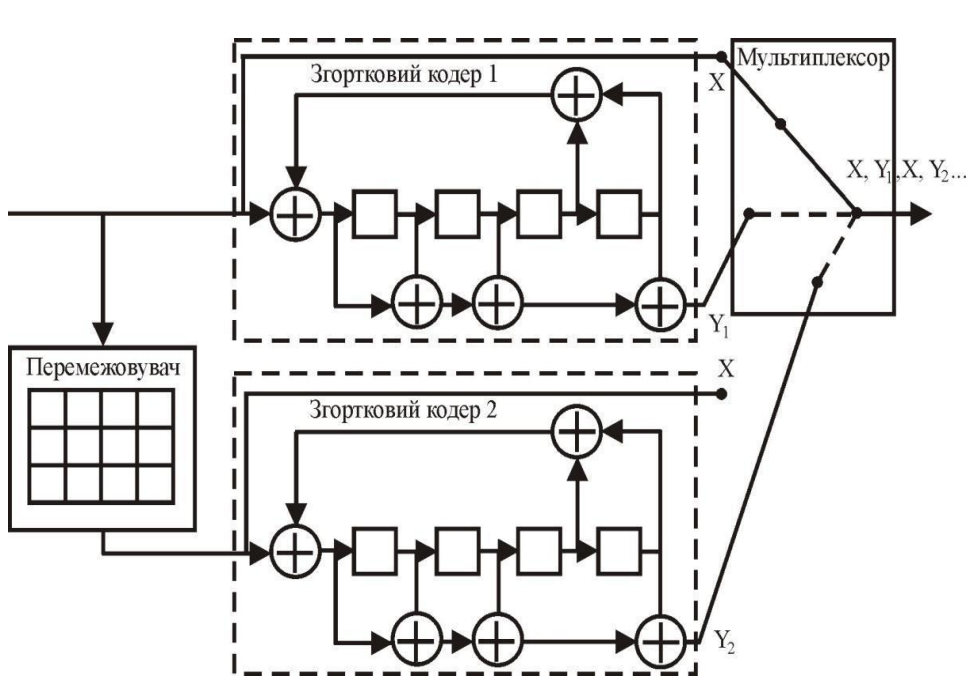 Згортковий кодер 1
Мультиплексор
X
X, Y₁,X, Y₂...
Y₁
Перемежовувач
X
Згортковий кодер 2
Y₂